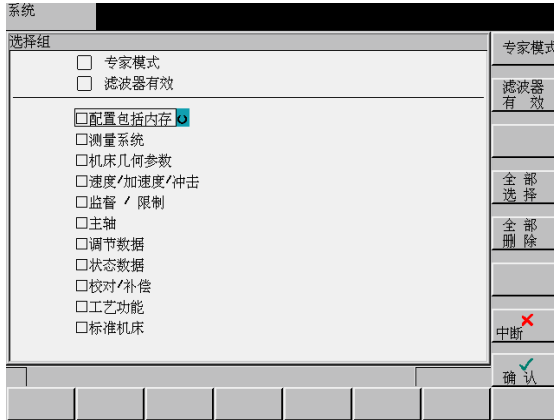 系统
选择组
专家模式
滤波器有效
配置包括内存
测量系统
机床几何参数
速度/加速度/冲击
监督 / 限制
主轴
调节数据
状态数据
校对/补偿
工艺功能
标准机床
专家模式
滤波器
有 效
全 部
选 择
全 部
删 除
中断
确 认